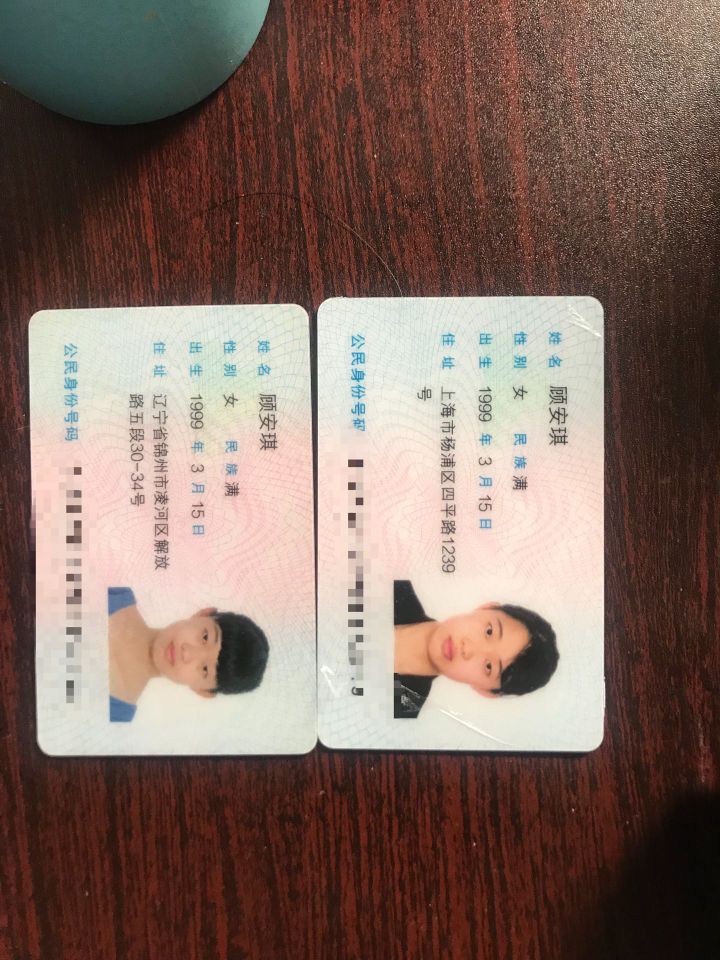 姓名 顾安琪
性别 女 民族 满
出生 1999 年 3 月 15 日
住址 上海市杨浦区四平路1239
号
公民身份号码
姓名 顾安琪
性别 女 民族 满
出生 1999 年 3 月 15 日
住址 辽宁省锦州市凌河区解放
路五段30-34号
公民身份号码